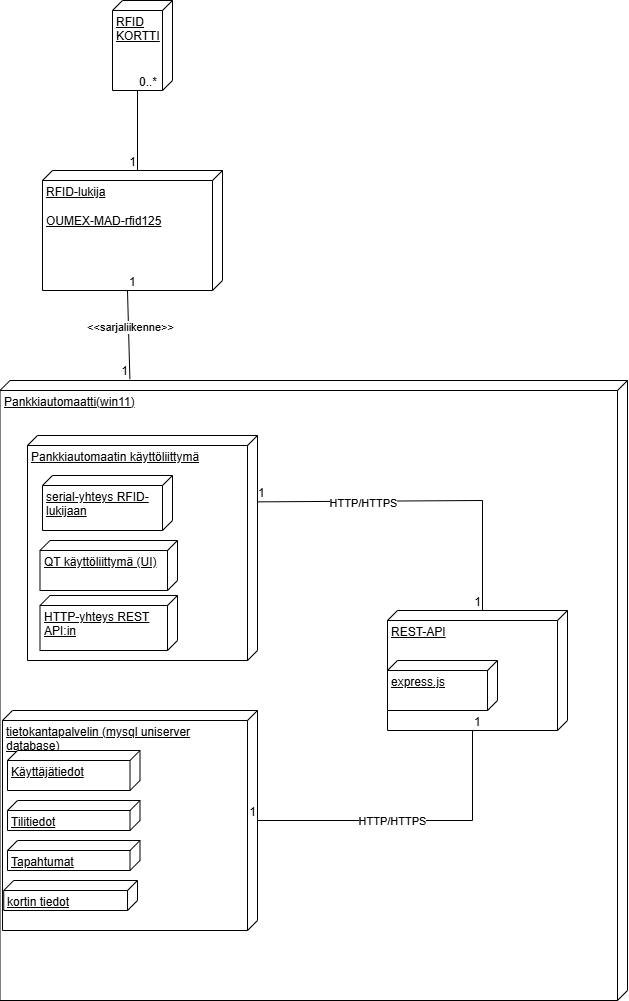 RFID
KORTTI
0..*
1
RFID-lukija
OUMEX-MAD-rfid125
1
<<sarjaliikenne>>
1
Pankkiautomaatti(win11)
Pankkiautomaatin käyttöliittymä
serial-yhteys RFID-
lukijaan
QT käyttöliittymä (UI)
HTTP-yhteys REST
API:in
1
HTTP/HTTPS
1
REST-API
express.js
1
tietokantapalvelin (mysql uniserver
database)
Käyttäjätiedot
Tilitiedot
Tapahtumat
kortin tiedot
1
HTTP/HTTPS